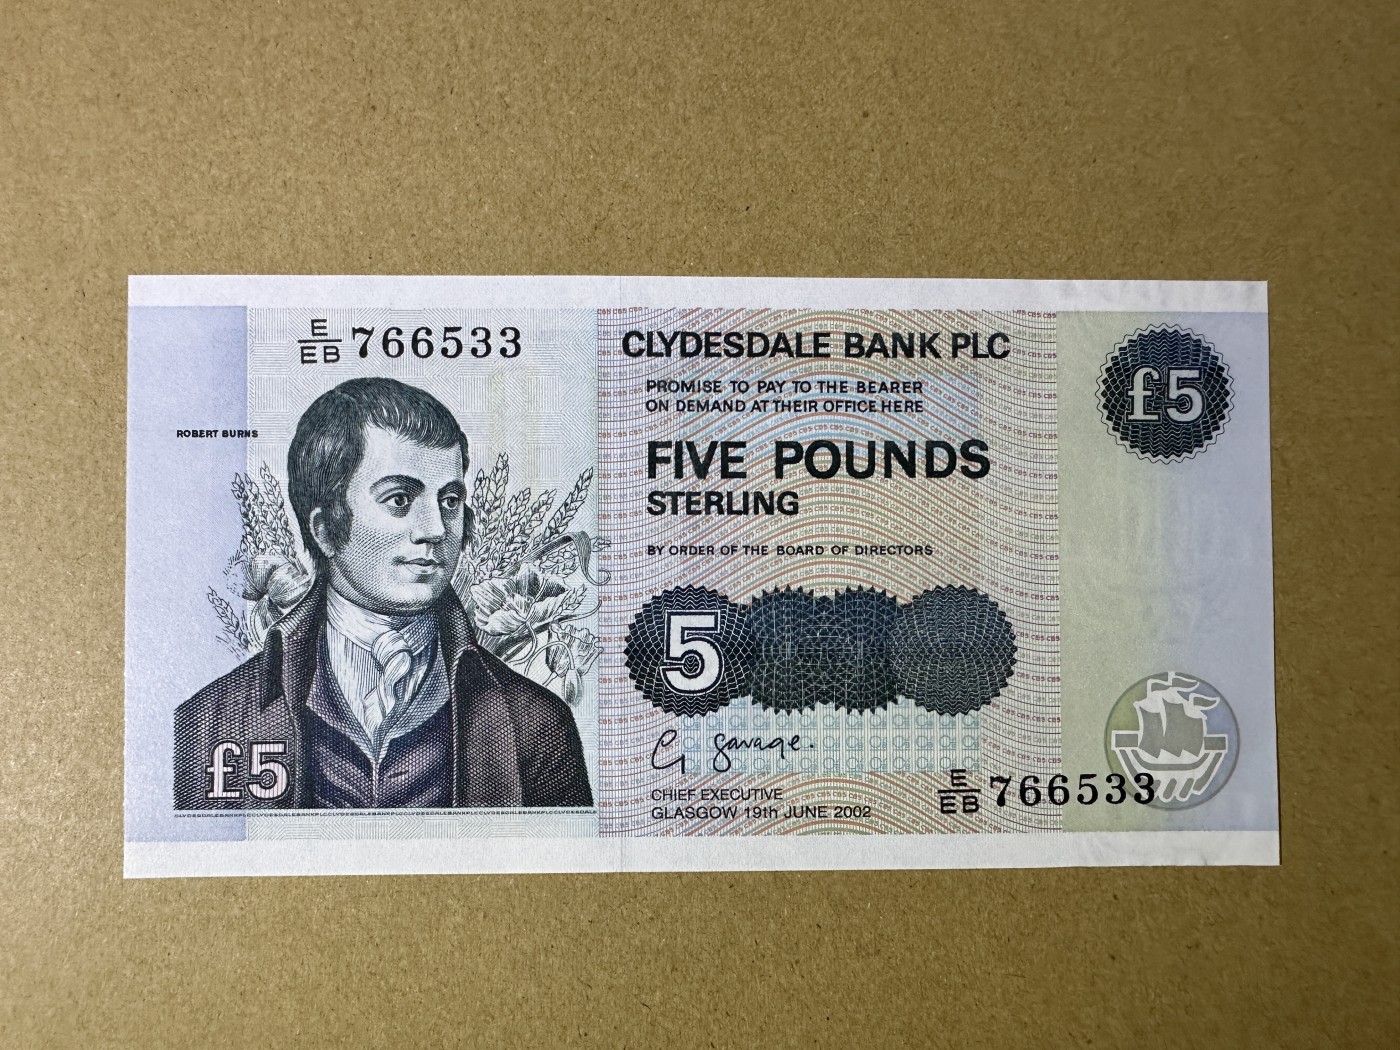 E
EB 766533
ROBERT BURNS
£5
CLYDESDALE BANK PLC
PROMISE TO PAY TO THE BEARER
ON DEMAND AT THEIR OFFICE HERE
FIVE POUNDS
STERLING
BY ORDER OF THE BOARD OF DIRECTORS
5
G Savage.
CHIEF EXECUTIVE
GLASGOW 19th JUNE 2002
£5
E
EB 766533